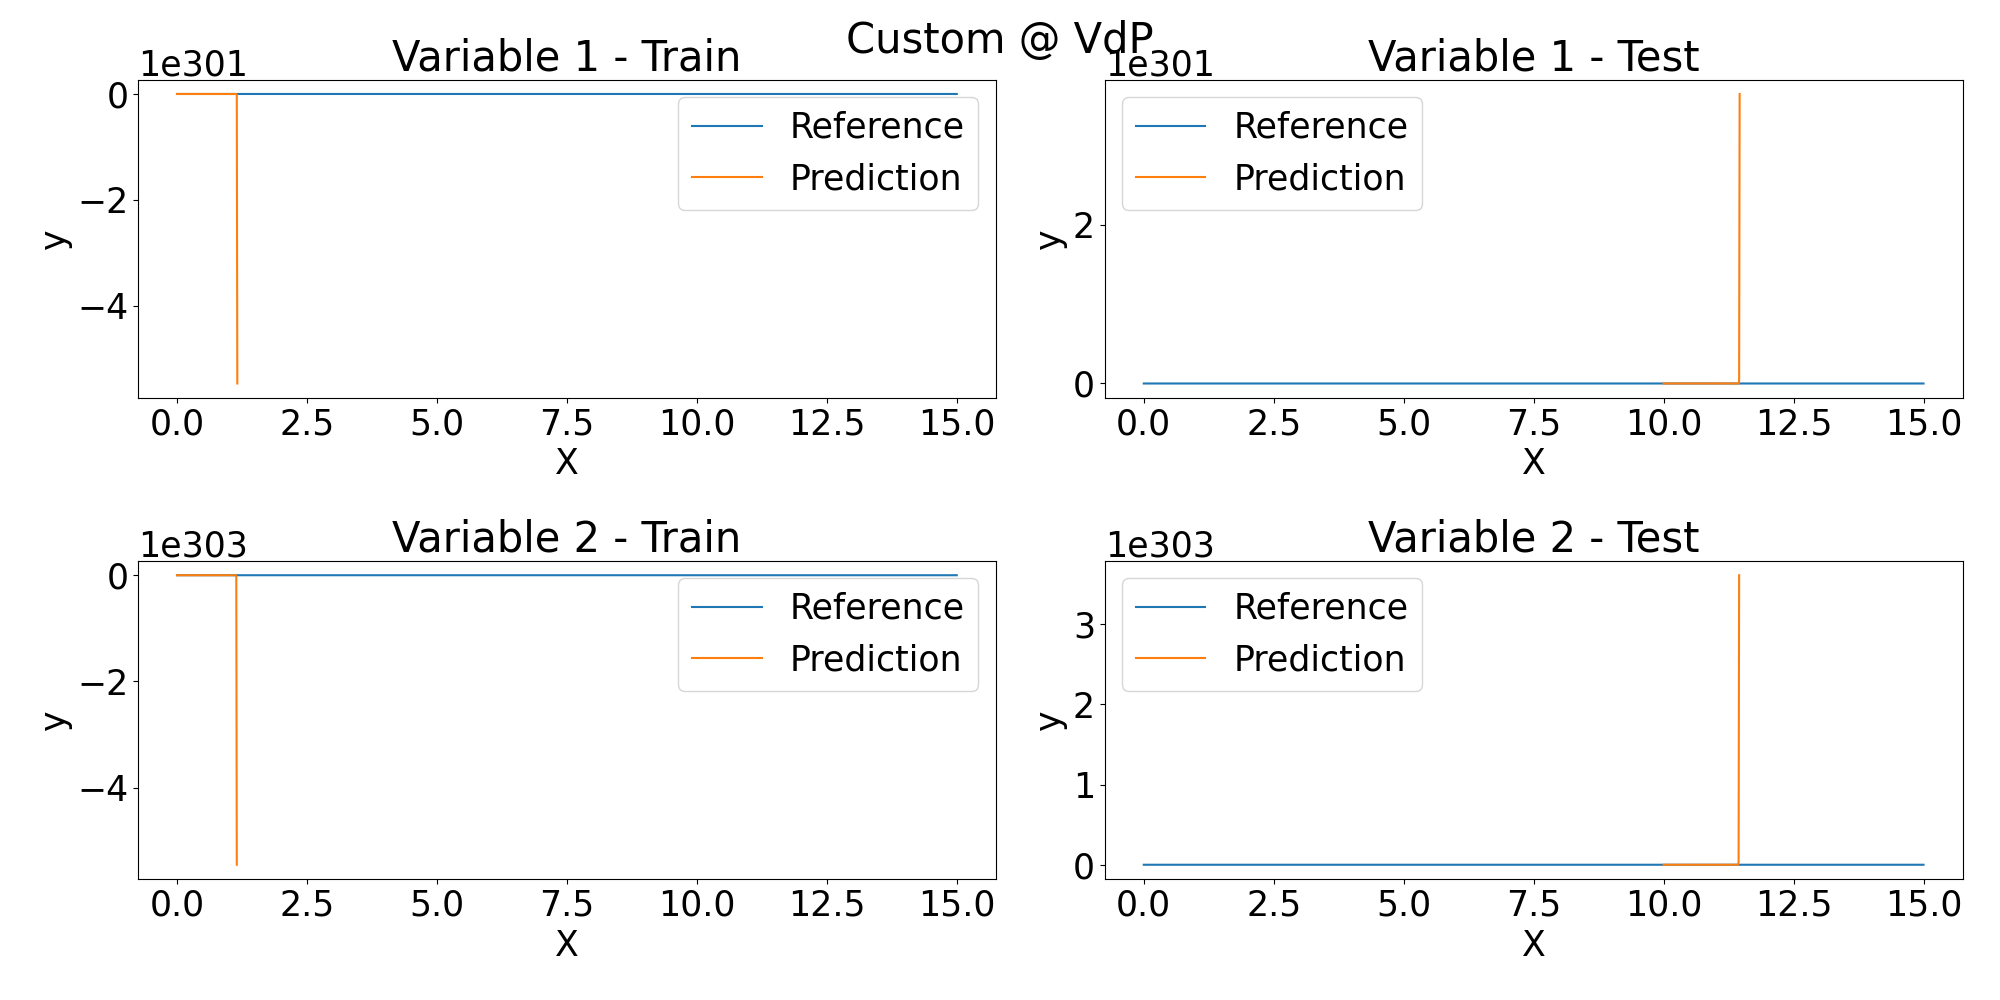 Custom @ VdP
Variable 1 - Train
1e301
0
−2
−4
y
Reference
Prediction
0.0 2.5 5.0 7.5 10.0 12.5 15.0
X
Variable 1 - Test
1e301
2
0
y
Reference
Prediction
0.0 2.5 5.0 7.5 10.0 12.5 15.0
X
Variable 2 - Train
1e303
0
−2
−4
y
Reference
Prediction
0.0 2.5 5.0 7.5 10.0 12.5 15.0
X
Variable 2 - Test
1e303
3
2
1
0
y
Reference
Prediction
0.0 2.5 5.0 7.5 10.0 12.5 15.0
X